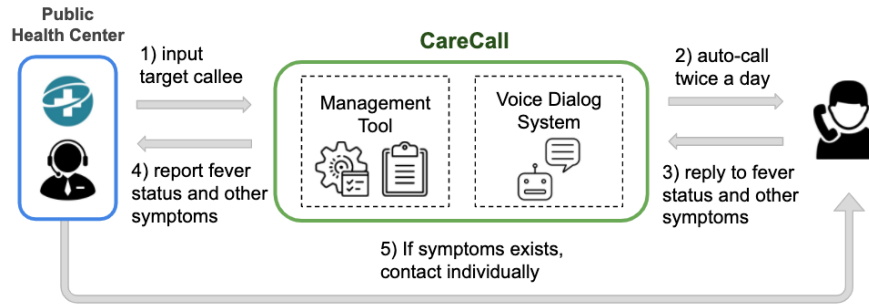 Public
Health Center
CareCall
1) input
target callee
2) auto-call
twice a day
Management
Tool
Voice Dialog
System
4) report fever
status and other
symptoms
3) reply to fever
status and other
symptoms
5) If symptoms exists,
contact individually